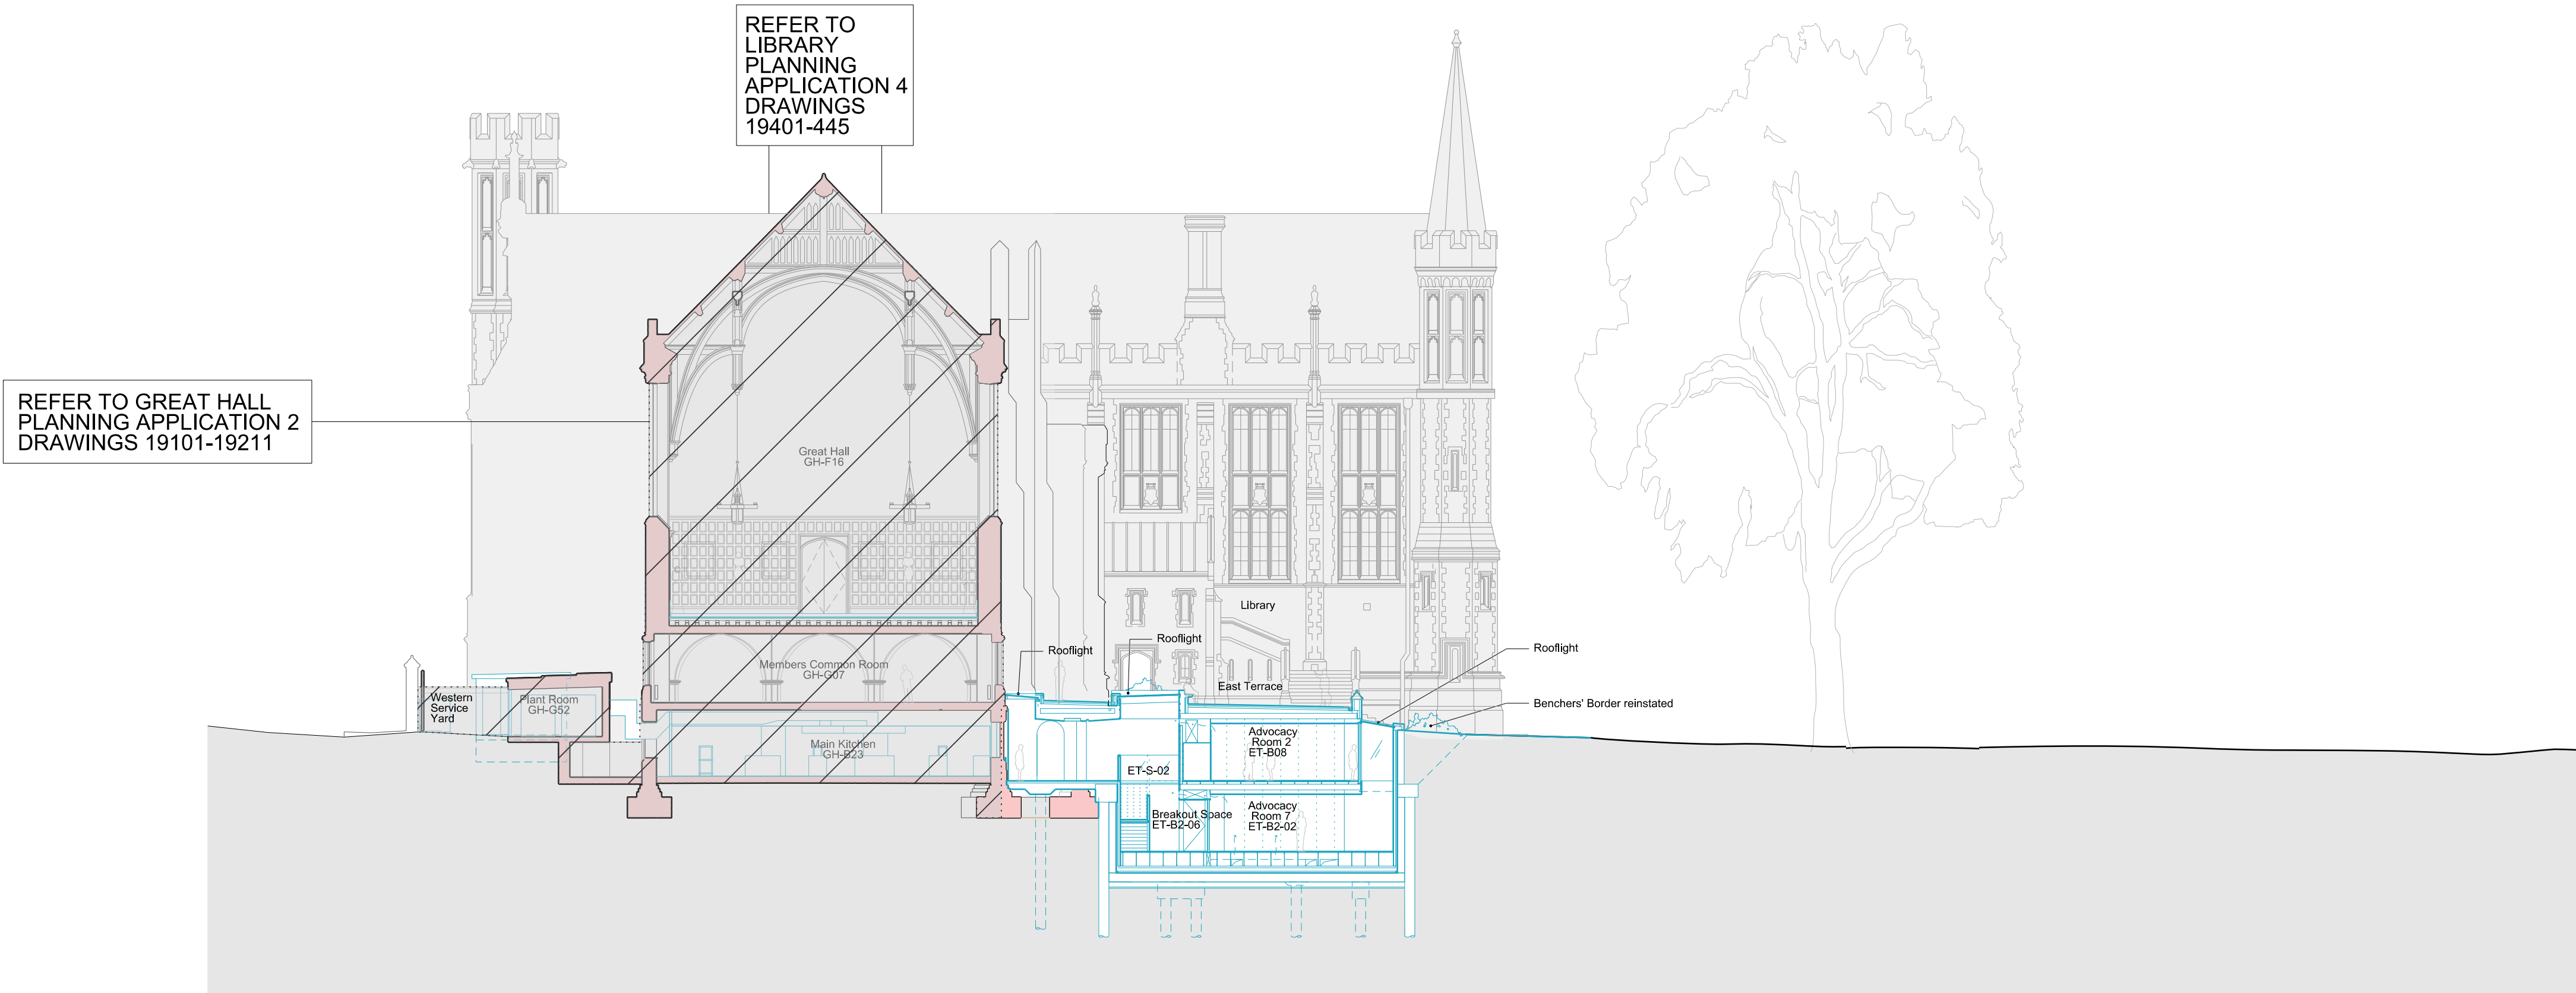 REFER TO
LIBRARY
PLANNING
APPLICATION 4
DRAWINGS
19401-445
REFER TO GREAT HALL
PLANNING APPLICATION 2
DRAWINGS 19101-19211
Great Hall
GH-F16
Library
Rooflight
Rooflight
Rooflight
Members Common Room
GH-G07
East Terrace
Western
Service
Yard
Plant Room
GH-G52
Benchers' Border reinstated
Main Kitchen
GH-B23
Advocacy
Room 2
ET-B08
ET-S-02
Breakout Space
ET-B2-06
Advocacy
Room 7
ET-B2-02